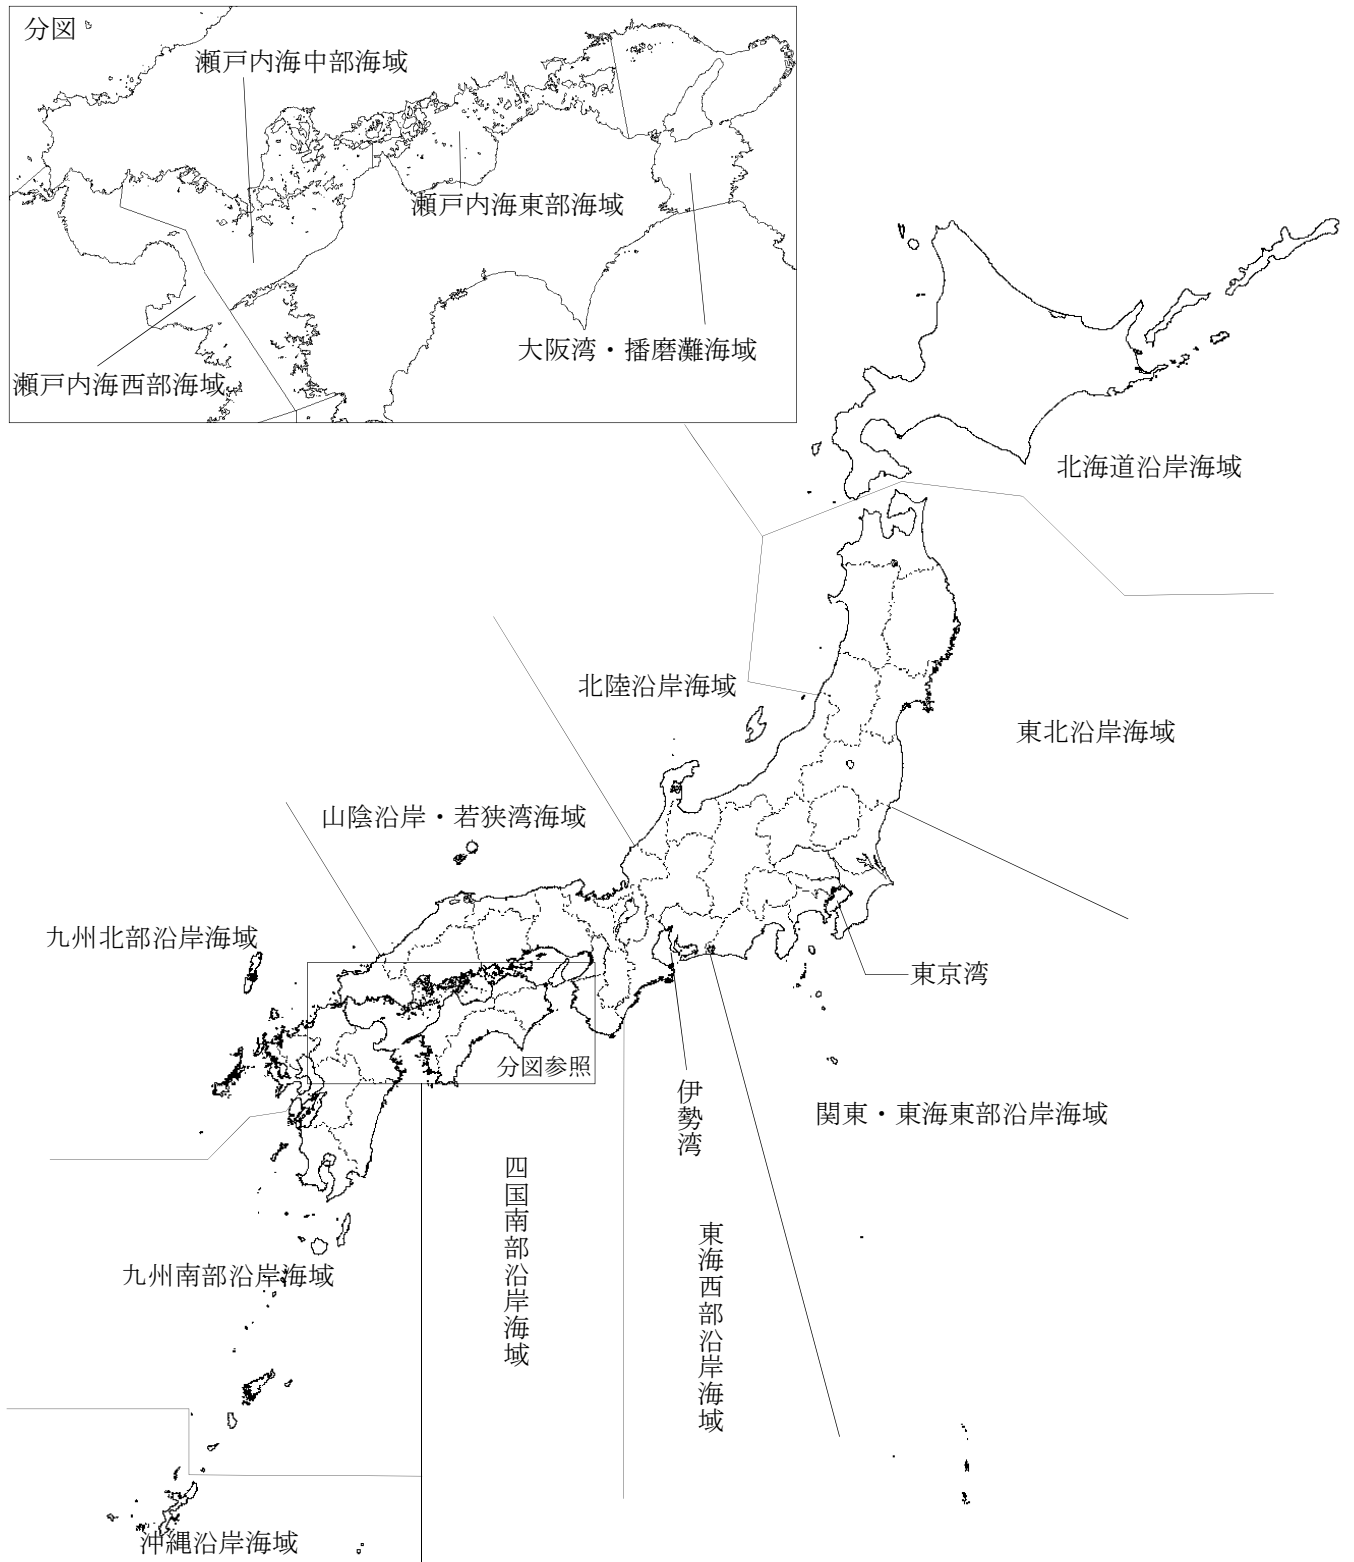 分図
瀬戸内海中部海域
瀬戸内海東部海域
大阪湾・播磨灘海域
瀬戸内海西部海域
北海道沿岸海域
北陸沿岸海域
東北沿岸海域
山陰沿岸・若狭湾海域
九州北部沿岸海域
東京湾
分図参照
伊勢湾
関東・東海東部沿岸海域
四国南部沿岸海域
東海西部沿岸海域
九州南部沿岸海域
沖縄沿岸海域